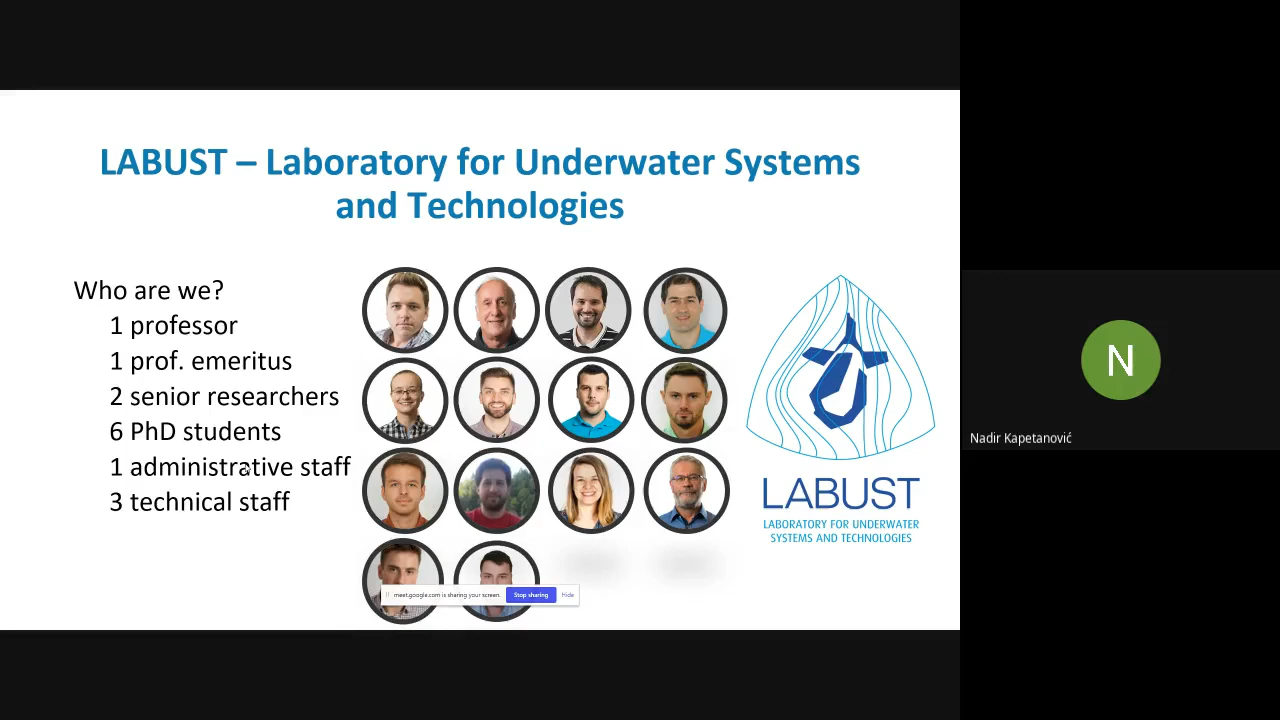 LABUST – Laboratory for Underwater Systems
and Technologies
Who are we?
1 professor
1 prof. emeritus
2 senior researchers
6 PhD students
1 administrative staff
3 technical staff
LABUST
LABORATORY FOR UNDERWATER
SYSTEMS AND TECHNOLOGIES
meet.google.com is sharing your screen.
Stop sharing
Hide
N
Nadir Kapetanović